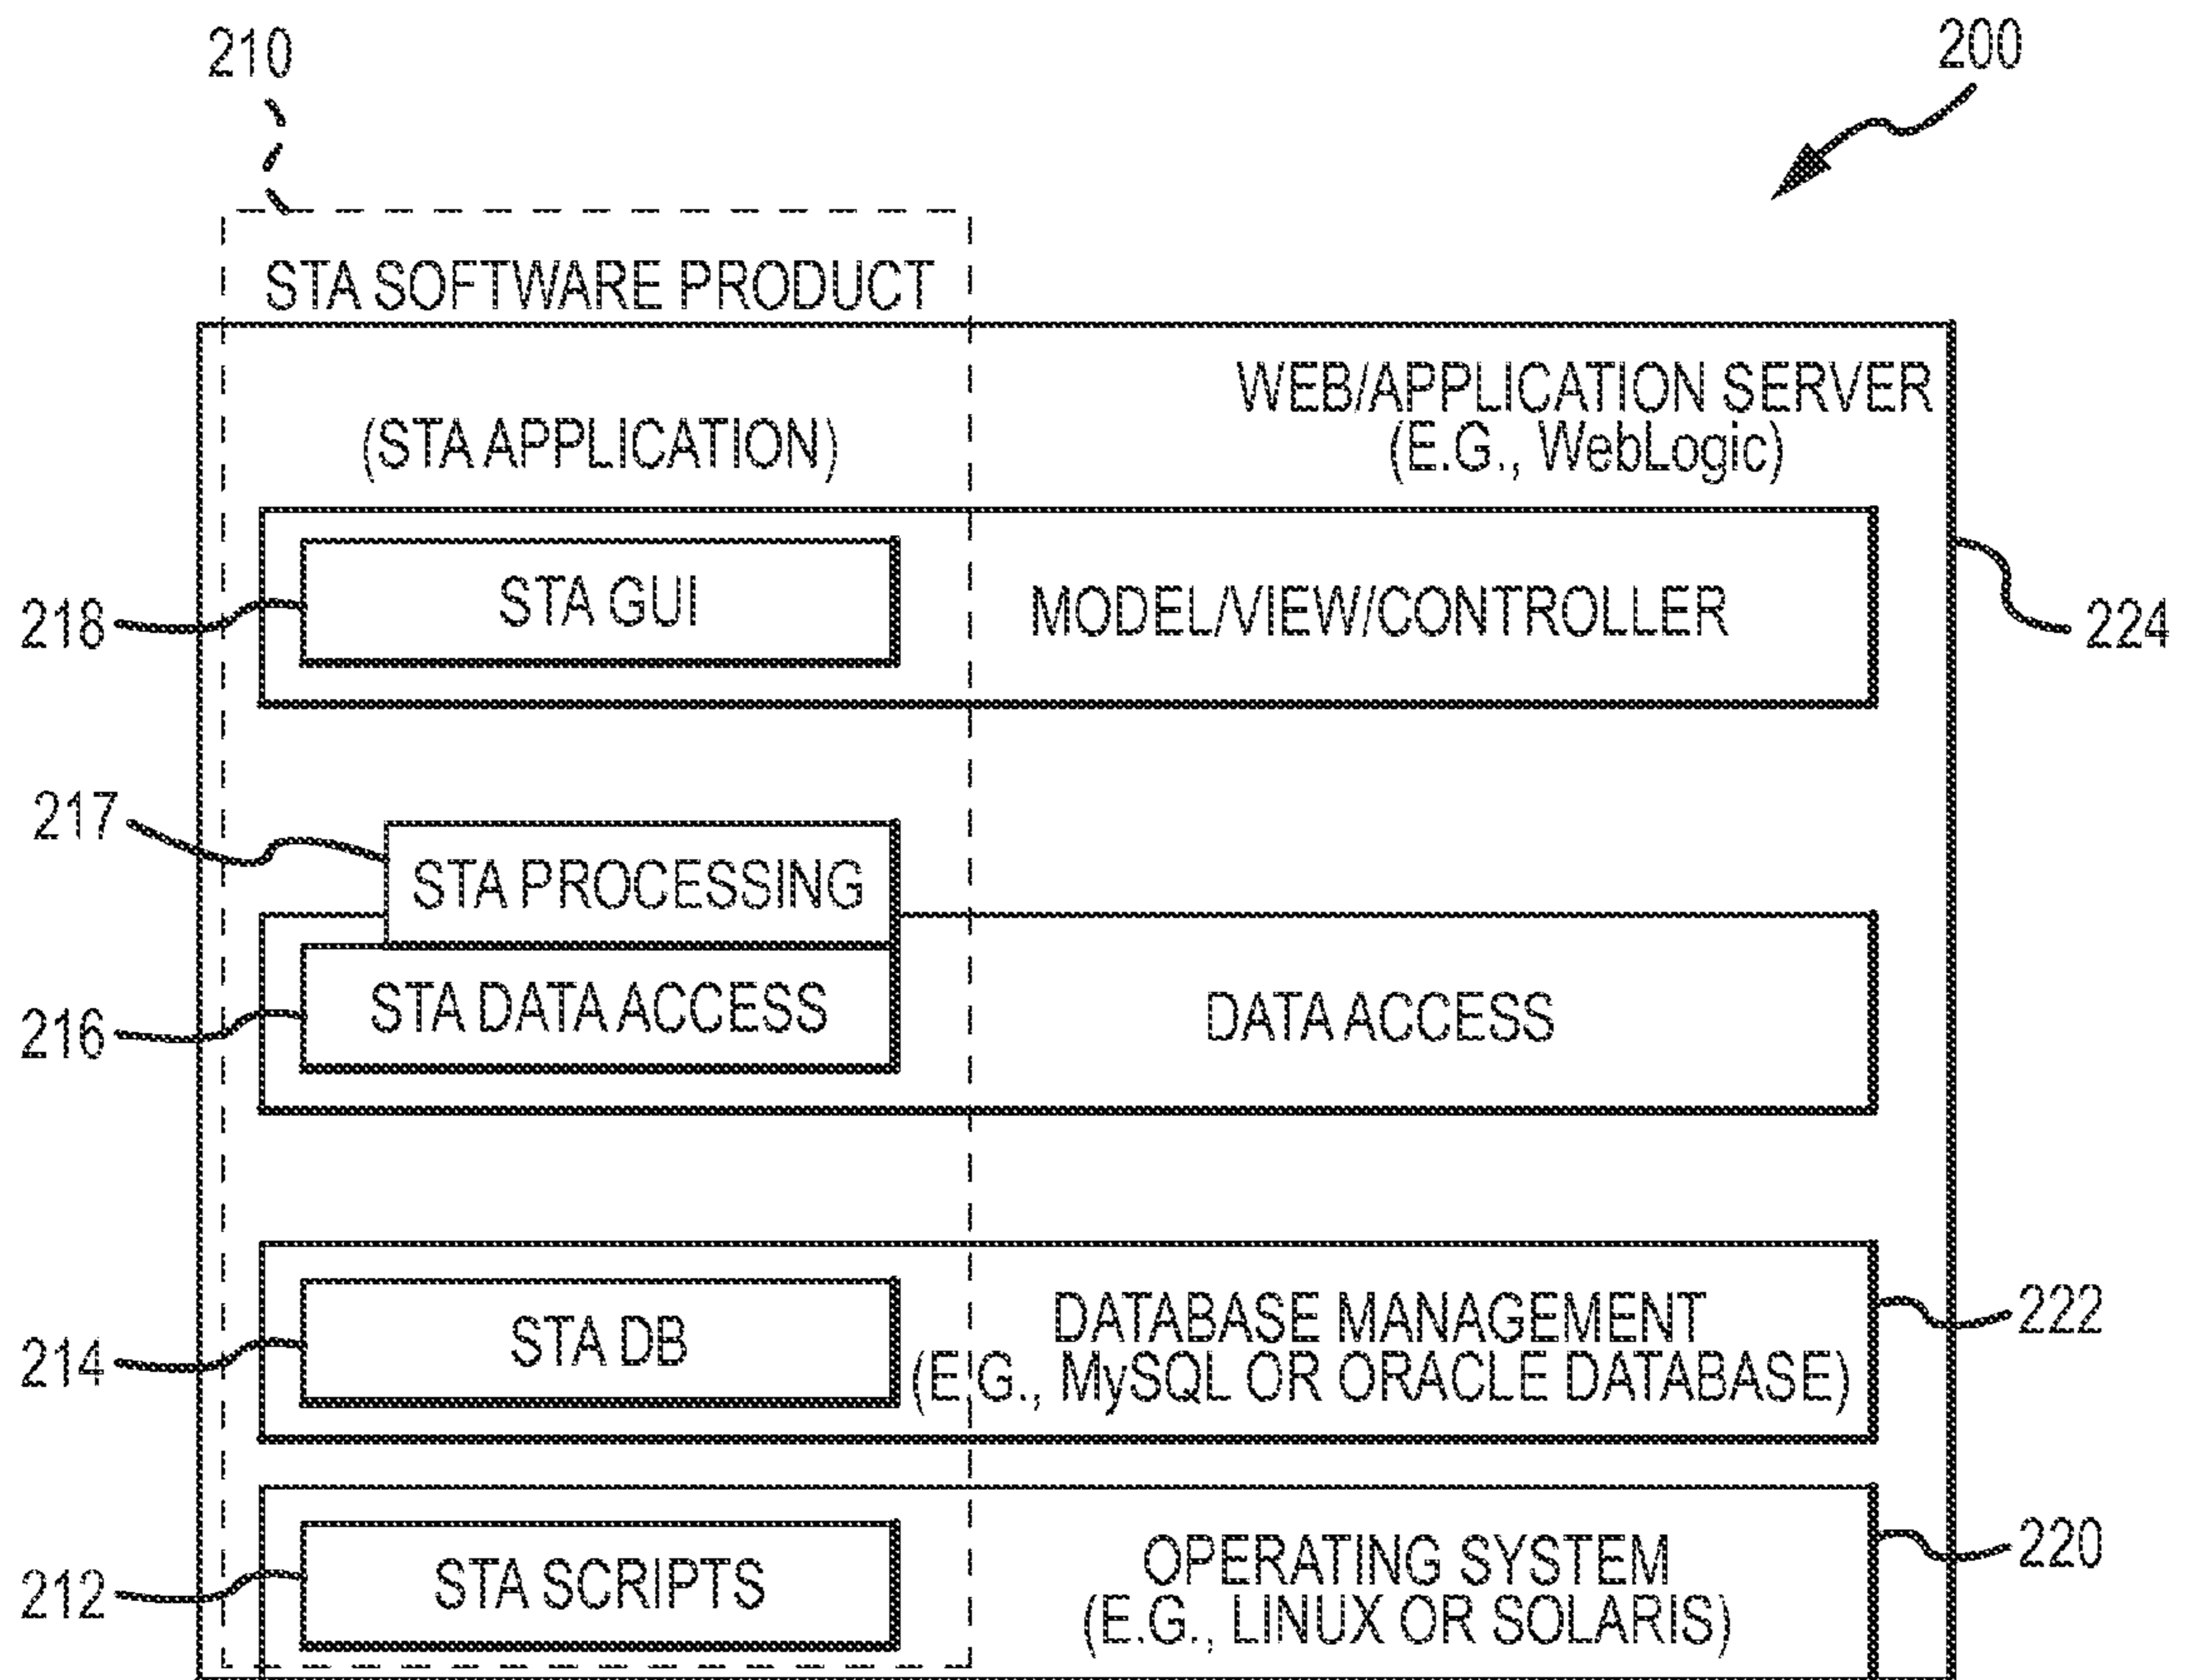 210
200
STA SOFTWARE PRODUCT
WEB/APPLICATION SERVER
(STA APPLICATION)
(E.G., WebLogic)
STA GUI
MODEL/VIEW/CONTROLLER
218
224
217
STA PROCESSING
STA DATA ACCESS
DATA ACCESS
216
DATABASE MANAGEMENT
222
STA DB
214
(E.G., MySQL OR ORACLE DATABASE)
OPERATING SYSTEM
220
STA SCRIPTS
212
(E.G., LINUX OR SOLARIS)